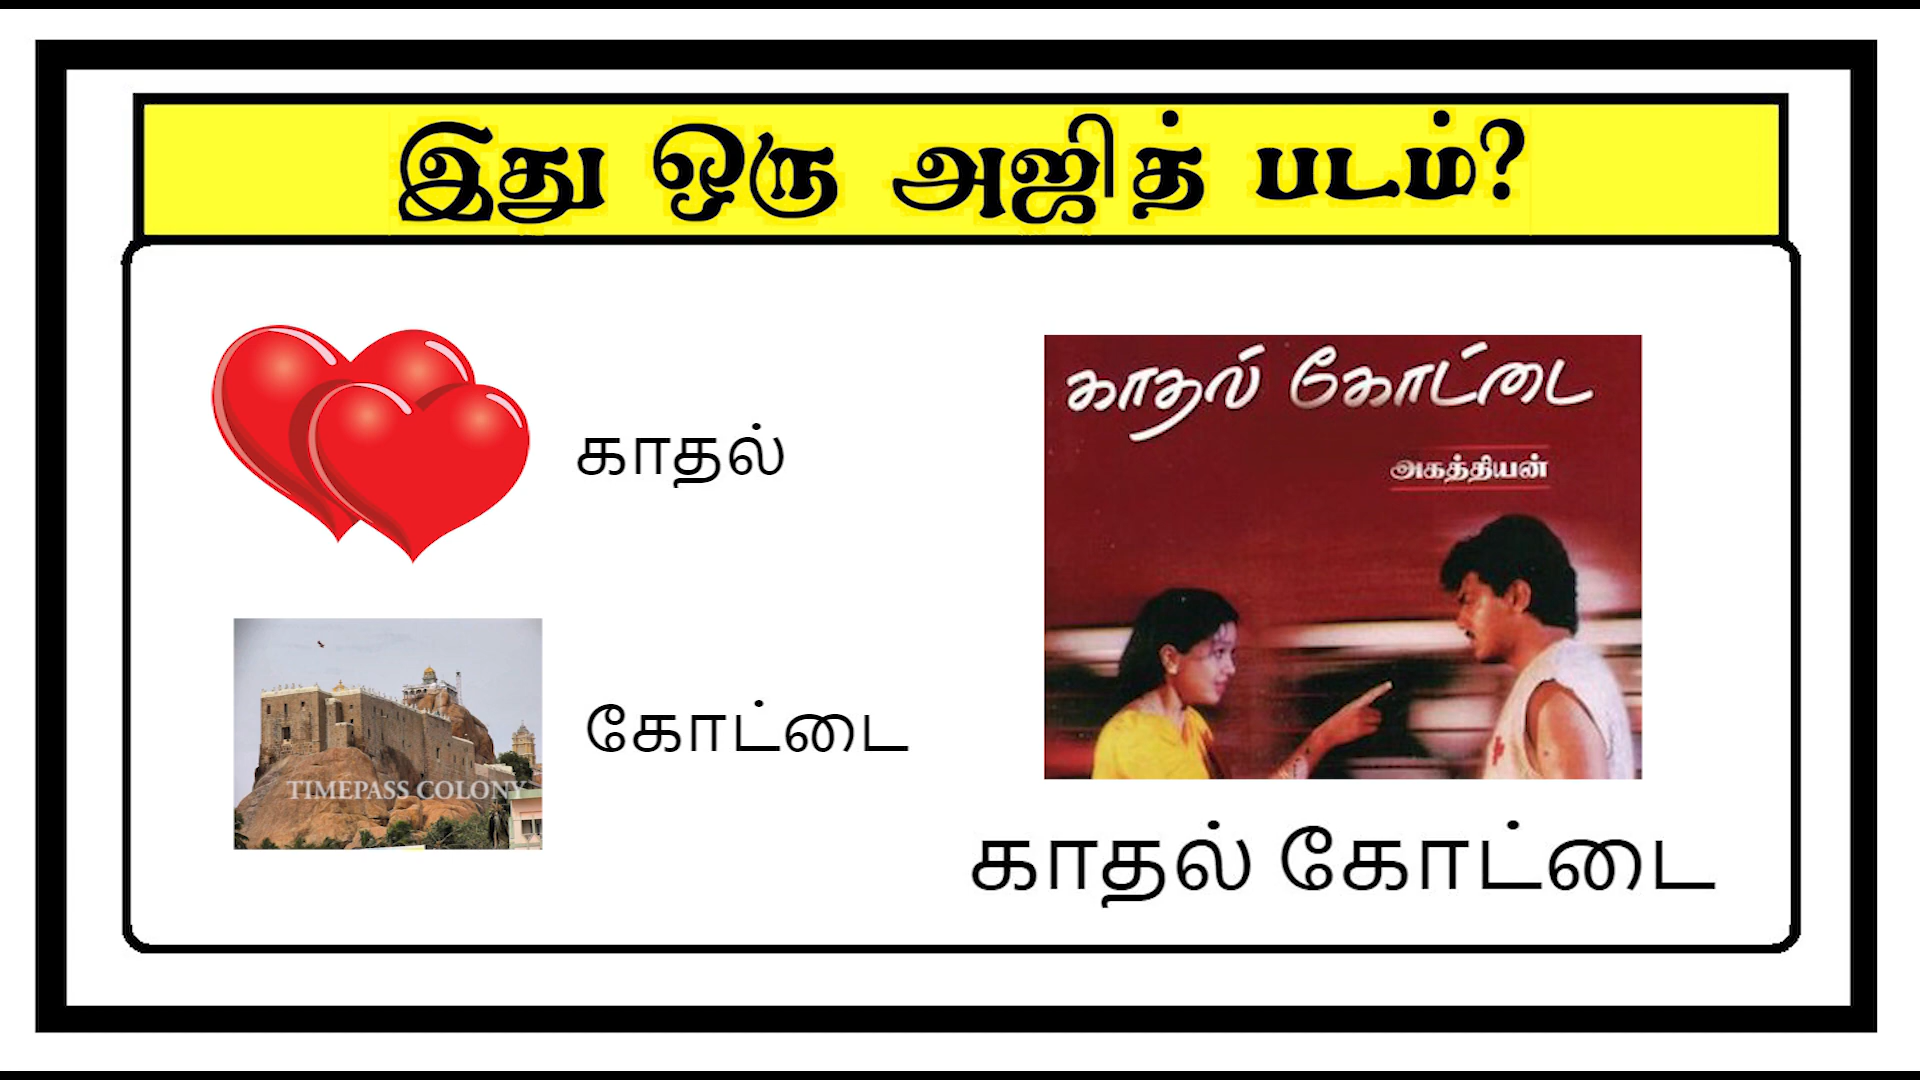 இது ஒரு அஜித் படம்?
காதல்
கோட்டை
TIMEPASS COLONY
காதல் கோட்டை
அகத்தியன்
காதல் கோட்டை